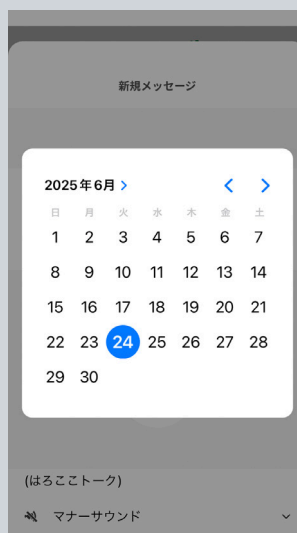 新規メッセージ
2025年6月
日 月 火 水 木 金 土
1 2 3 4 5 6 7
8 9 10 11 12 13 14
15 16 17 18 19 20 21
22 23 24 25 26 27 28
29 30
(はろここトーク)
マナーサウンド